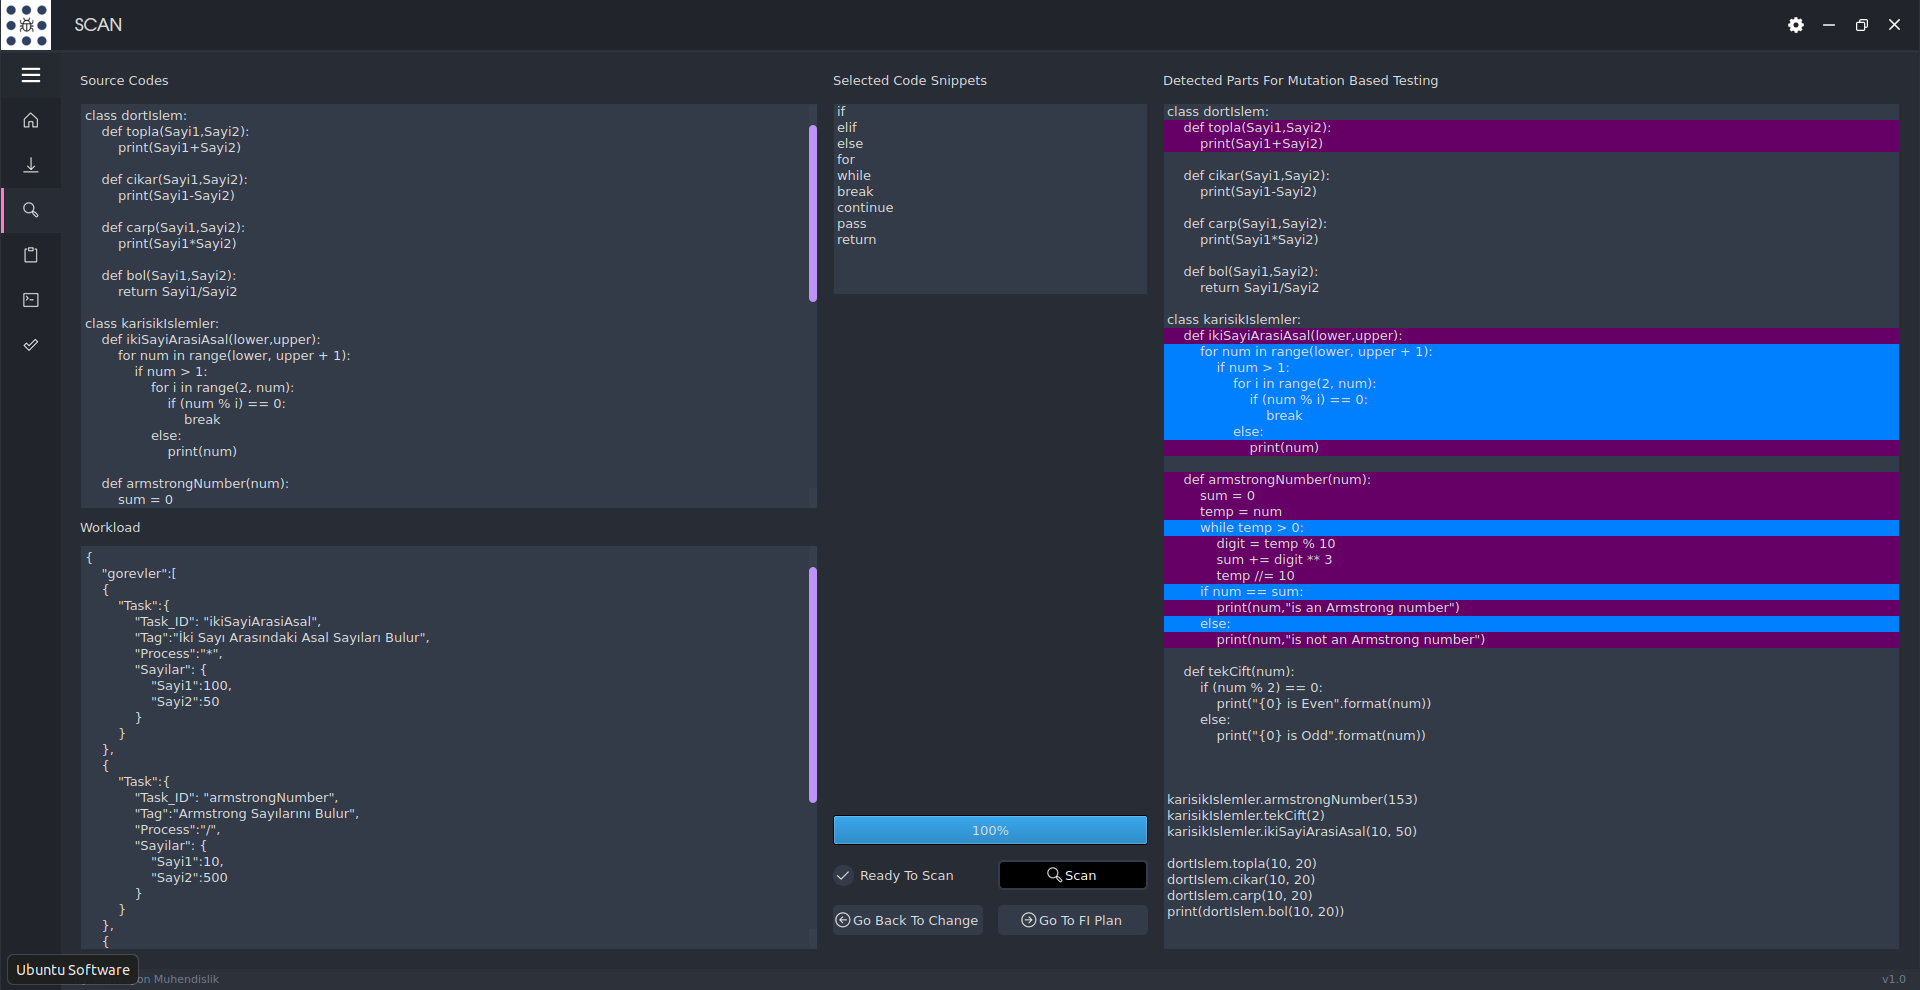 SCAN
Source Codes
class dortIslem:
def topla(Sayi1,Sayi2):
print(Sayi1+Sayi2)
def cikar(Sayi1,Sayi2):
print(Sayi1-Sayi2)
def carp(Sayi1,Sayi2):
print(Sayi1*Sayi2)
def bol(Sayi1,Sayi2):
return Sayi1/Sayi2
class karisikIslemler:
def ikiSayiArasiAsal(lower,upper):
for num in range(lower, upper + 1):
if num > 1:
for i in range(2, num):
if (num % i) == 0:
break
else:
print(num)
def armstrongNumber(num):
sum = 0
Workload
{
"gorevler":[
{
"Task":{
"Task_ID": "ikiSayiArasiAsal",
"Tag":"İki Sayı Arasındaki Asal Sayıları Bulur",
"Process":"*",
"Sayilar": {
"Sayi1":100,
"Sayi2":50
}
}
},
{
"Task":{
"Task_ID": "armstrongNumber",
"Tag":"Armstrong Sayılarını Bulur",
"Process":"/",
"Sayilar": {
"Sayi1":10,
"Sayi2":500
}
}
},
{
Selected Code Snippets
if
elif
else
for
while
break
continue
pass
return
100%
Ready To Scan
Scan
Go Back To Change
Go To FI Plan
Detected Parts For Mutation Based Testing
class dortIslem:
def topla(Sayi1,Sayi2):
print(Sayi1+Sayi2)
def cikar(Sayi1,Sayi2):
print(Sayi1-Sayi2)
def carp(Sayi1,Sayi2):
print(Sayi1*Sayi2)
def bol(Sayi1,Sayi2):
return Sayi1/Sayi2
class karisikIslemler:
def ikiSayiArasiAsal(lower,upper):
for num in range(lower, upper + 1):
if num > 1:
for i in range(2, num):
if (num % i) == 0:
break
else:
print(num)
def armstrongNumber(num):
sum = 0
temp = num
while temp > 0:
digit = temp % 10
sum += digit ** 3
temp //= 10
if num == sum:
print(num,"is an Armstrong number")
else:
print(num,"is not an Armstrong number")
def tekCift(num):
if (num % 2) == 0:
print("{0} is Even".format(num))
else:
print("{0} is Odd".format(num))
karisikIslemler.armstrongNumber(153)
karisikIslemler.tekCift(2)
karisikIslemler.ikiSayiArasiAsal(10, 50)
dortIslem.topla(10, 20)
dortIslem.cikar(10, 20)
dortIslem.carp(10, 20)
print(dortIslem.bol(10, 20))
Ubuntu Software
Muhendislik
v1.0